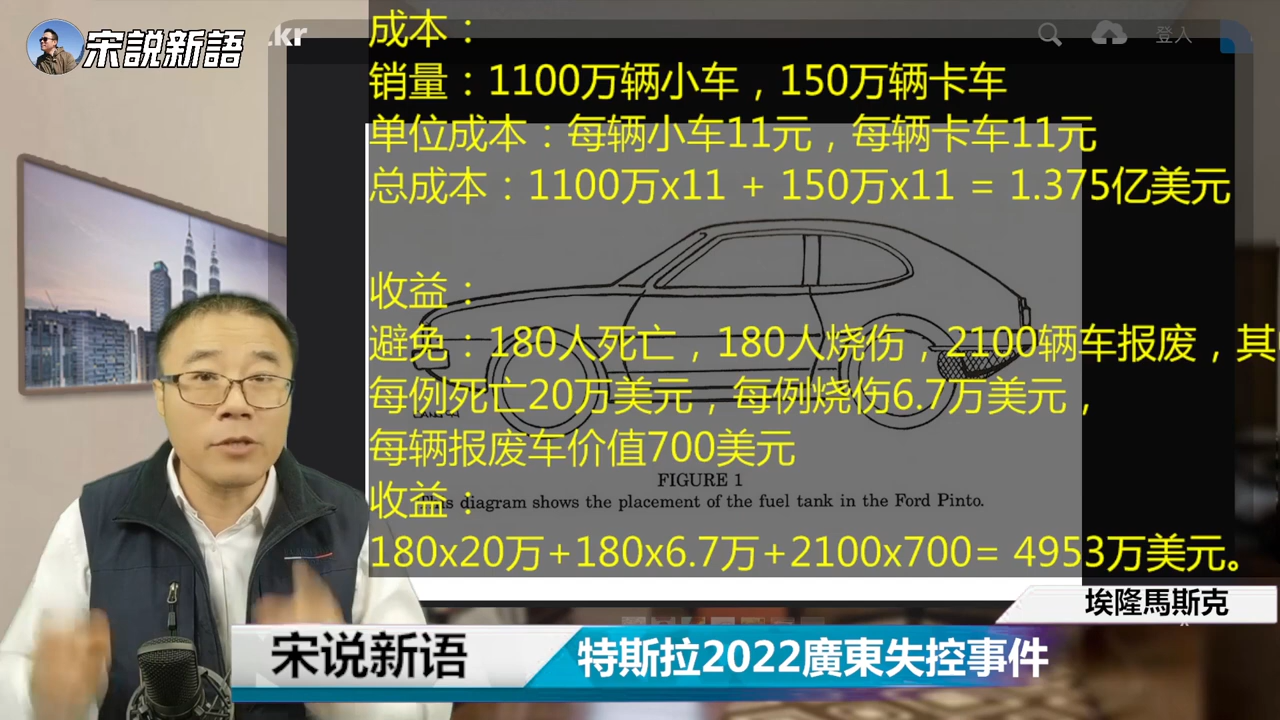 宋說新語
.kr
登入
成本：
销量：1100万辆小车，150万辆卡车
单位成本：每辆小车11元，每辆卡车11元
总成本：1100万x11 + 150万x11 = 1.375亿美元
收益：
避免：180人死亡，180人烧伤，2100辆车报废，其
每例死亡20万美元，每例烧伤6.7万美元，
每辆报废车价值700美元
FIGURE 1
收益：
This diagram shows the placement of the fuel tank in the Ford Pinto.
180x20万+180x6.7万+2100x700= 4953万美元。
埃隆馬斯克
宋说新语
特斯拉2022廣東失控事件